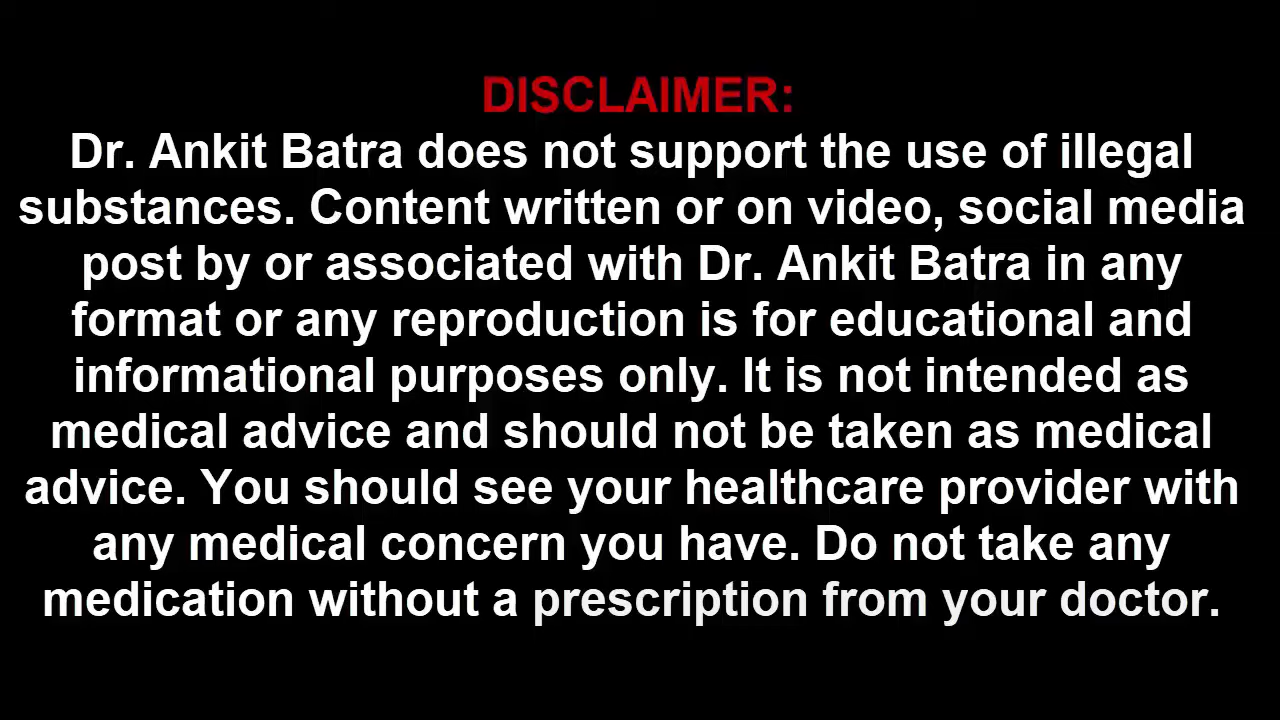 DISCLAIMER:
Dr. Ankit Batra does not support the use of illegal
substances. Content written or on video, social media
post by or associated with Dr. Ankit Batra in any
format or any reproduction is for educational and
informational purposes only. It is not intended as
medical advice and should not be taken as medical
advice. You should see your healthcare provider with
any medical concern you have. Do not take any
medication without a prescription from your doctor.